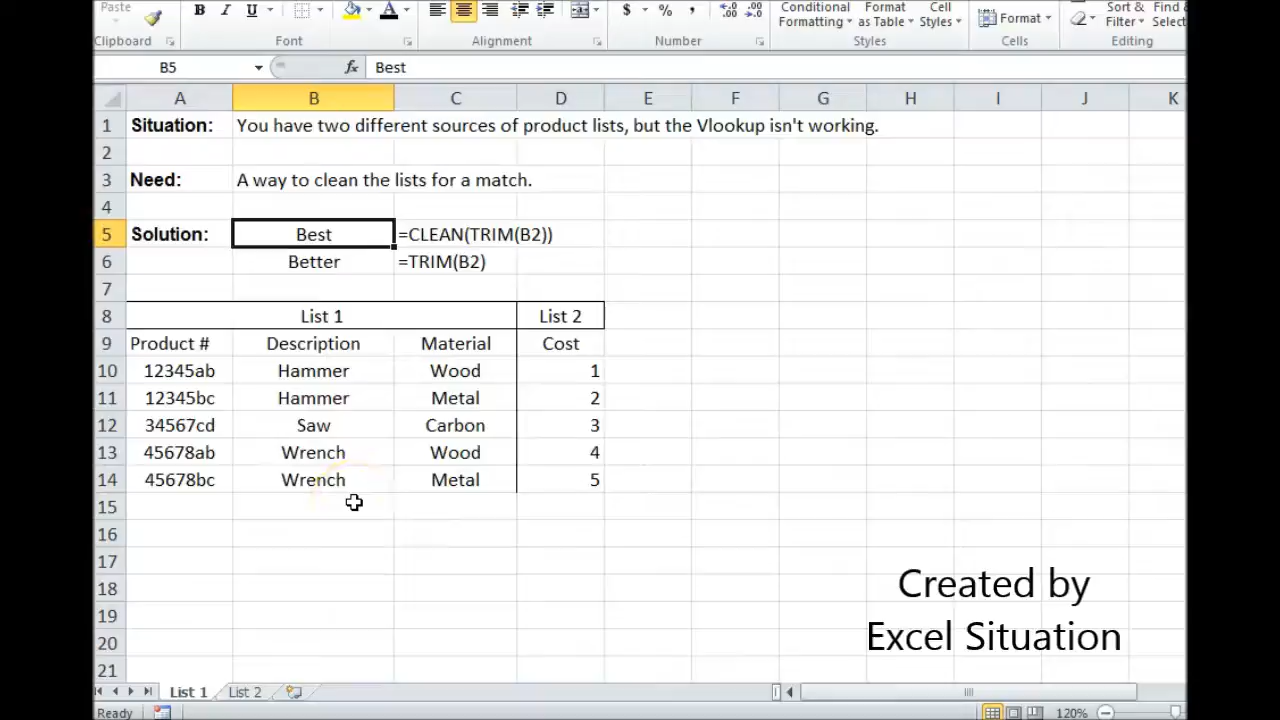 Paste
Clipboard
B I U A
Font
Alignment
$ % ,
Number
Conditional Formatting
Format as Table
Cell Styles
Styles
Format
Cells
Sort & Filter
Find & Select
Editing
B5 fx Best
A B C D E F G H I J K
1 Situation: You have two different sources of product lists, but the Vlookup isn't working.
2
3 Need: A way to clean the lists for a match.
4
5 Solution: Best =CLEAN(TRIM(B2))
6 Better =TRIM(B2)
7
8 List 1 List 2
9 Product # Description Material Cost
10 12345ab Hammer Wood 1
11 12345bc Hammer Metal 2
12 34567cd Saw Carbon 3
13 45678ab Wrench Wood 4
14 45678bc Wrench Metal 5
15
16
17
18
19
20
21
Created by
Excel Situation
List 1 List 2
Ready 120%